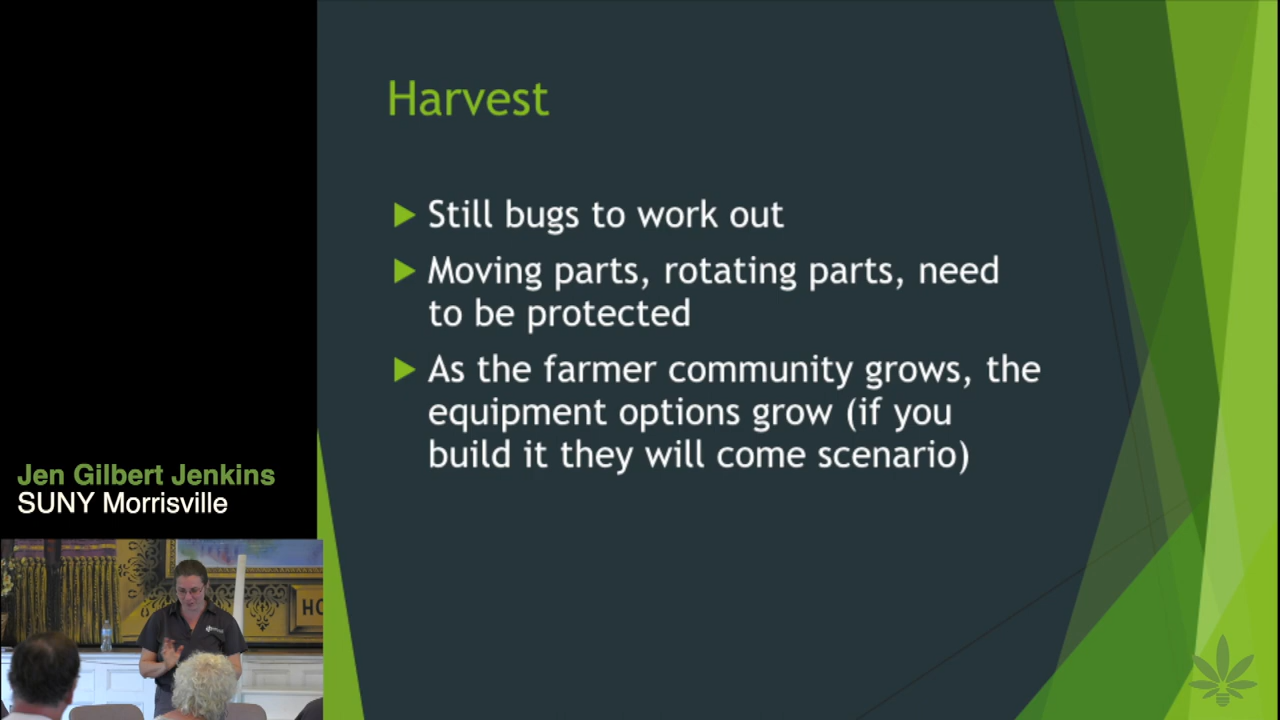 Harvest
Still bugs to work out
Moving parts, rotating parts, need
to be protected
As the farmer community grows, the
equipment options grow (if you
build it they will come scenario)
Jen Gilbert Jenkins
SUNY Morrisville
HO